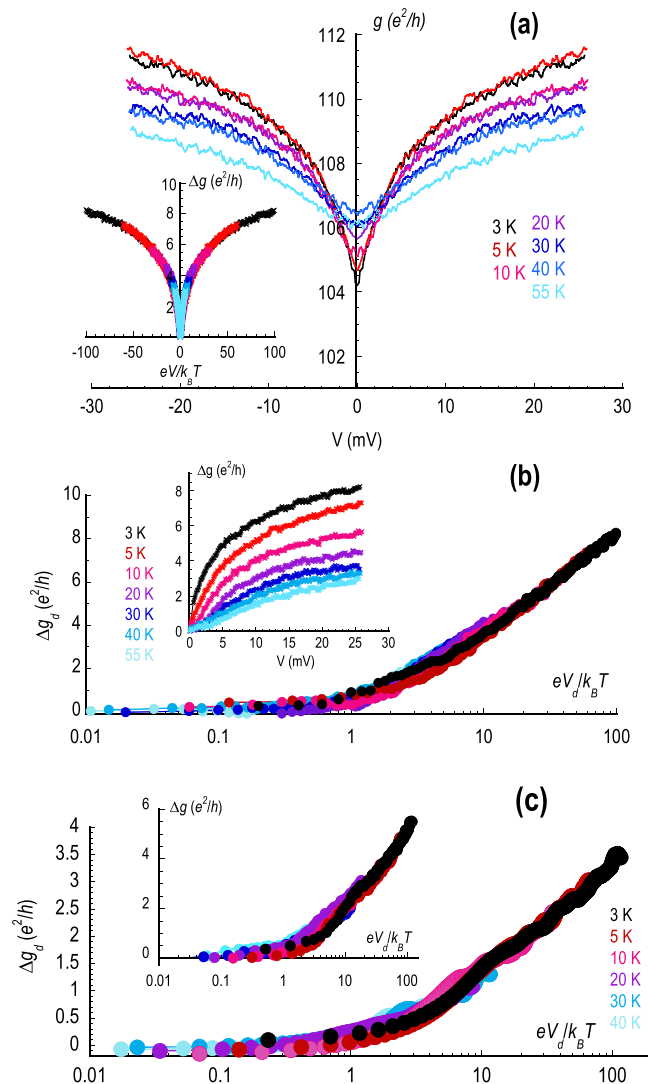 g (e²/h)
(a)
112
110
108
106
104
102
-30 -20 -10 0 10 20 30
V (mV)
3 K
5 K
10 K
20 K
30 K
40 K
55 K
Δg (e²/h)
10
8
6
4
2
-100 -50 0 50 100
eV/k_BT
(b)
Δg_d (e²/h)
10
8
6
4
2
0
0.01 0.1 1 10 100
eV_d/k_BT
3 K
5 K
10 K
20 K
30 K
40 K
55 K
Δg (e²/h)
8
6
4
2
0
0 5 10 15 20 25 30
V (mV)
(c)
Δg_d (e²/h)
4
3.5
3
2.5
2
1.5
1
0.5
0
0.01 0.1 1 10 100
eV_d/k_BT
3 K
5 K
10 K
20 K
30 K
40 K
Δg (e²/h)
6
4
2
0
0.01 0.1 1 10 100
eV_d/k_BT